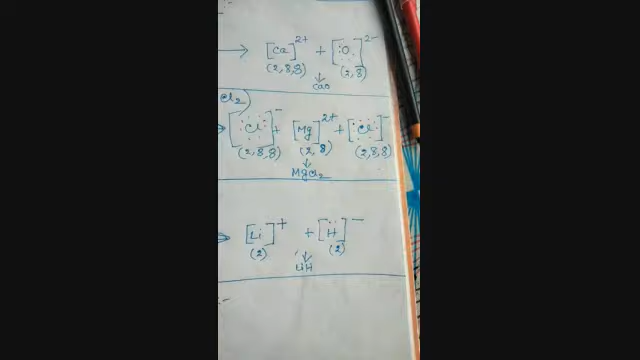 → [Ca]²⁺ + [:O:]²⁻
(2,8,8) (2,8)
↓
CaO
Cl₂)
→ [Cl]⁻ + [Mg]²⁺ + [Cl]⁻
(2,8,8) (2,8) (2,8,8)
↓
MgCl₂
→ [Li]⁺ + [H]⁻
(2) (2)
↓
LiH